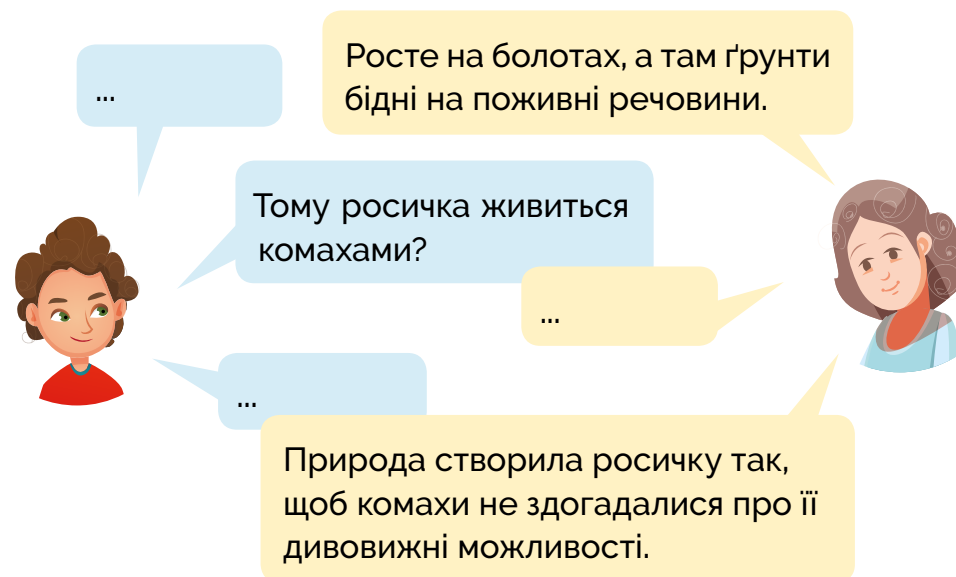 ...
Росте на болотах, а там ґрунти
бідні на поживні речовини.
Тому росичка живиться
комахами?
...
...
Природа створила росичку так,
щоб комахи не здогадалися про її
дивовижні можливості.